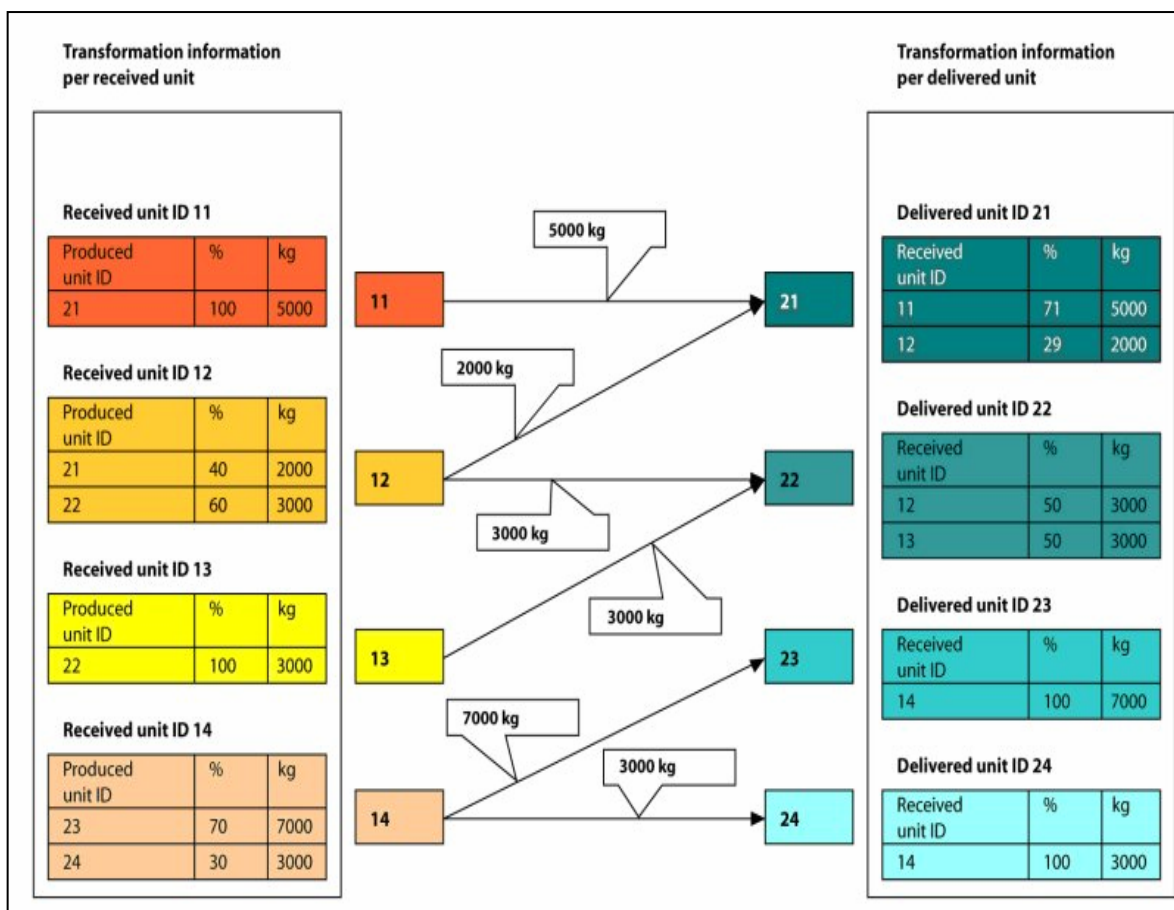 Transformation information
per received unit
Received unit ID 11
Produced unit ID % kg
21 100 5000
Received unit ID 12
Produced unit ID % kg
21 40 2000
22 60 3000
Received unit ID 13
Produced unit ID % kg
22 100 3000
Received unit ID 14
Produced unit ID % kg
23 70 7000
24 30 3000
5000 kg
11
21
2000 kg
12
22
3000 kg
3000 kg
13
23
7000 kg
3000 kg
14
24
Transformation information
per delivered unit
Delivered unit ID 21
Received unit ID % kg
11 71 5000
12 29 2000
Delivered unit ID 22
Received unit ID % kg
12 50 3000
13 50 3000
Delivered unit ID 23
Received unit ID % kg
14 100 7000
Delivered unit ID 24
Received unit ID % kg
14 100 3000